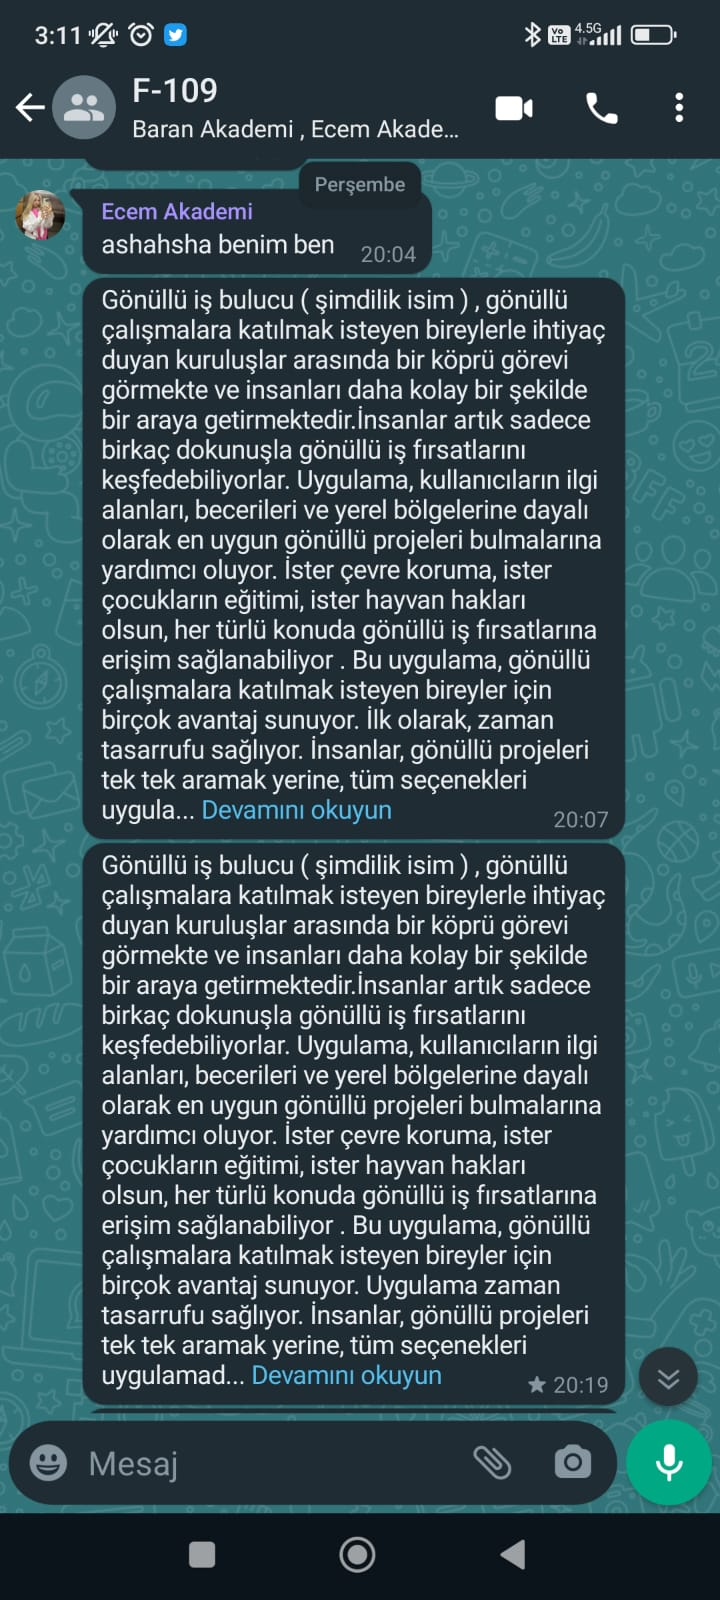 3:11
4.5G
Vo LTE
F-109
Baran Akademi , Ecem Akade...
Perşembe
Ecem Akademi
ashahsha benim ben
20:04
Gönüllü iş bulucu ( şimdilik isim ) , gönüllü
çalışmalara katılmak isteyen bireylerle ihtiyaç
duyan kuruluşlar arasında bir köprü görevi
görmekte ve insanları daha kolay bir şekilde
bir araya getirmektedir.İnsanlar artık sadece
birkaç dokunuşla gönüllü iş fırsatlarını
keşfedebiliyorlar. Uygulama, kullanıcıların ilgi
alanları, becerileri ve yerel bölgelerine dayalı
olarak en uygun gönüllü projeleri bulmalarına
yardımcı oluyor. İster çevre koruma, ister
çocukların eğitimi, ister hayvan hakları
olsun, her türlü konuda gönüllü iş fırsatlarına
erişim sağlanabiliyor . Bu uygulama, gönüllü
çalışmalara katılmak isteyen bireyler için
birçok avantaj sunuyor. İlk olarak, zaman
tasarrufu sağlıyor. İnsanlar, gönüllü projeleri
tek tek aramak yerine, tüm seçenekleri
uygula... Devamını okuyun
20:07
Gönüllü iş bulucu ( şimdilik isim ) , gönüllü
çalışmalara katılmak isteyen bireylerle ihtiyaç
duyan kuruluşlar arasında bir köprü görevi
görmekte ve insanları daha kolay bir şekilde
bir araya getirmektedir.İnsanlar artık sadece
birkaç dokunuşla gönüllü iş fırsatlarını
keşfedebiliyorlar. Uygulama, kullanıcıların ilgi
alanları, becerileri ve yerel bölgelerine dayalı
olarak en uygun gönüllü projeleri bulmalarına
yardımcı oluyor. İster çevre koruma, ister
çocukların eğitimi, ister hayvan hakları
olsun, her türlü konuda gönüllü iş fırsatlarına
erişim sağlanabiliyor . Bu uygulama, gönüllü
çalışmalara katılmak isteyen bireyler için
birçok avantaj sunuyor. Uygulama zaman
tasarrufu sağlıyor. İnsanlar, gönüllü projeleri
tek tek aramak yerine, tüm seçenekleri
uygulamad... Devamını okuyun
20:19
Mesaj